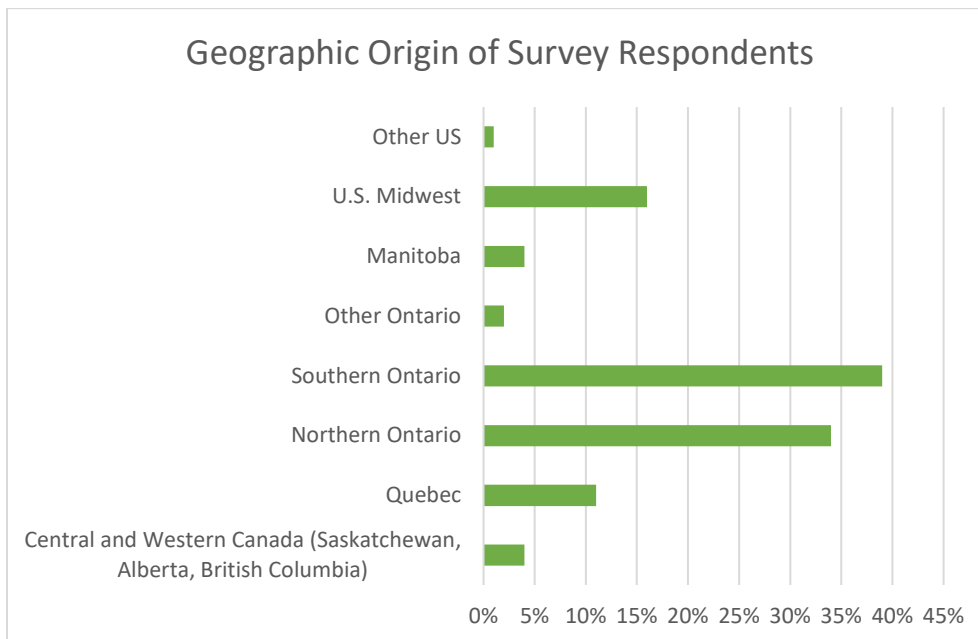 Geographic Origin of Survey Respondents
Other US
U.S. Midwest
Manitoba
Other Ontario
Southern Ontario
Northern Ontario
Quebec
Central and Western Canada (Saskatchewan,
Alberta, British Columbia)
0% 5% 10% 15% 20% 25% 30% 35% 40% 45%